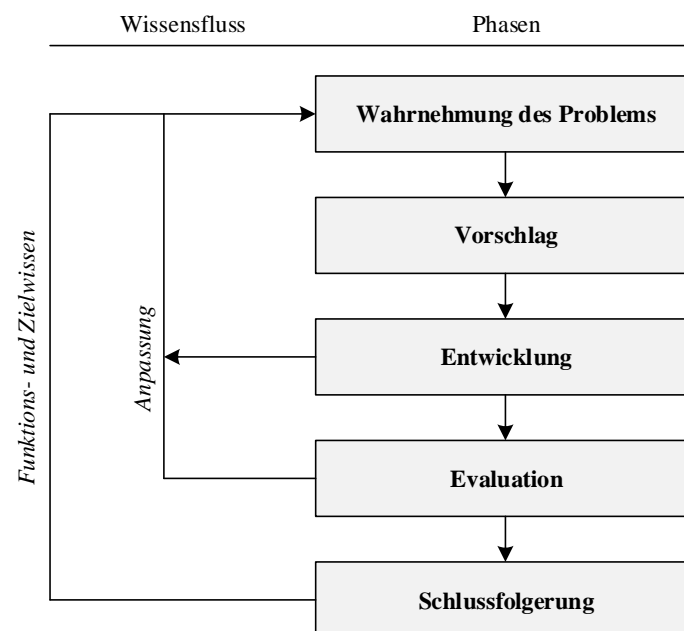 Wissensfluss
Phasen
Wahrnehmung des Problems
Vorschlag
Entwicklung
Evaluation
Schlussfolgerung
Funktions- und Zielwissen
Anpassung